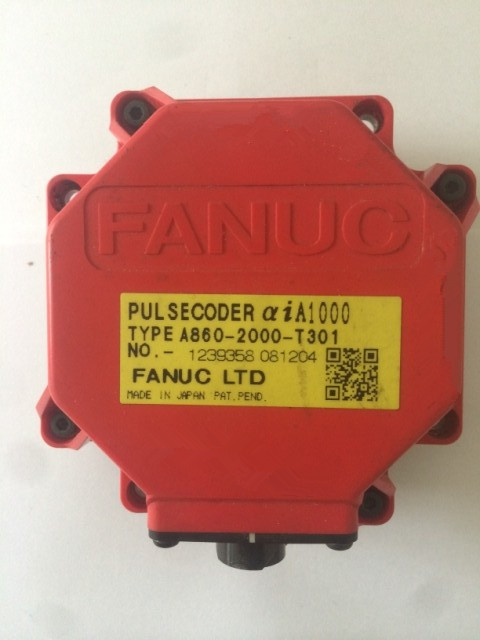 FANUC
PULSECODER αiA1000
TYPE A860-2000-T301
NO.- 1239358 081204
FANUC LTD
MADE IN JAPAN PAT.PEND.